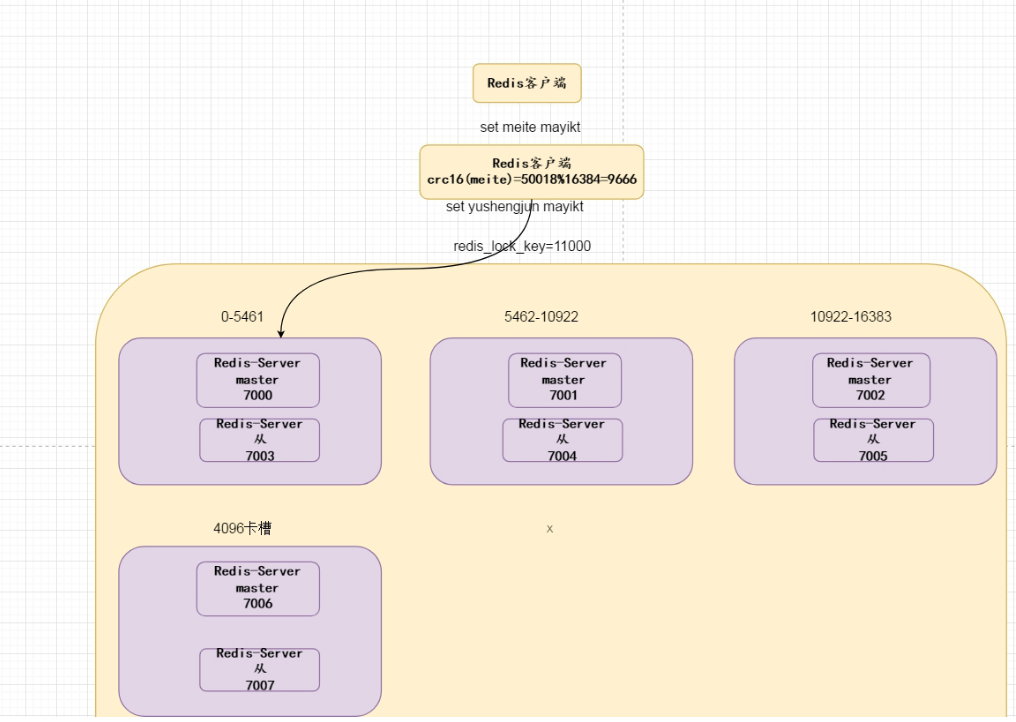 Redis客户端
set meite mayikt
Redis客户端
crc16(meite)=50018%16384=9666
set yushengjun mayikt
redis_lock_key=11000
0-5461
5462-10922
10922-16383
Redis-Server
master
7000
Redis-Server
从
7003
Redis-Server
master
7001
Redis-Server
从
7004
Redis-Server
master
7002
Redis-Server
从
7005
4096卡槽
x
Redis-Server
master
7006
Redis-Server
从
7007